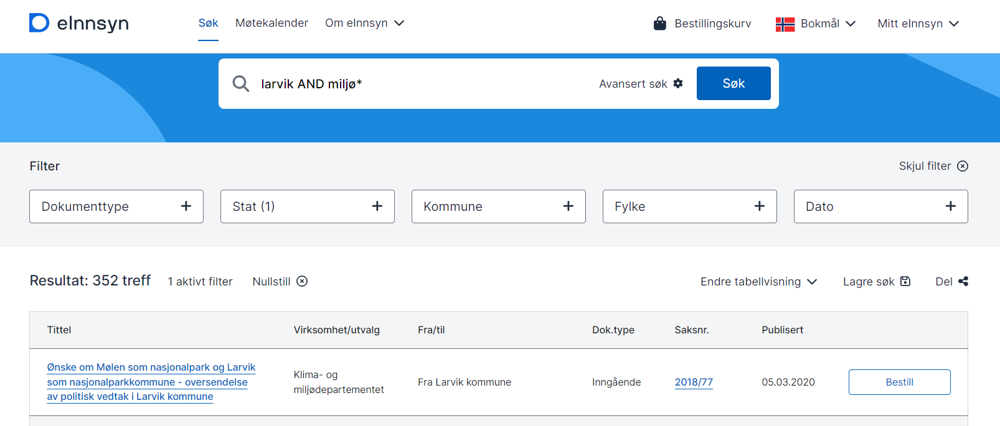 eInnsyn
Søk Møtekalender Om eInnsyn Bestillingskurv Bokmål Mitt eInnsyn
larvik AND miljø* Avansert søk Søk
Filter Skjul filter
Dokumenttype Stat (1) Kommune Fylke Dato
Resultat: 352 treff 1 aktivt filter Nullstill Endre tabellvisning Lagre søk Del
Tittel Virksomhet/utvalg Fra/til Dok.type Saksnr. Publisert
Ønske om Mølen som nasjonalpark og Larvik
som nasjonalparkkommune - oversendelse
av politisk vedtak i Larvik kommune
Klima- og
miljødepartementet
Fra Larvik kommune Inngående 2018/77 05.03.2020 Bestill